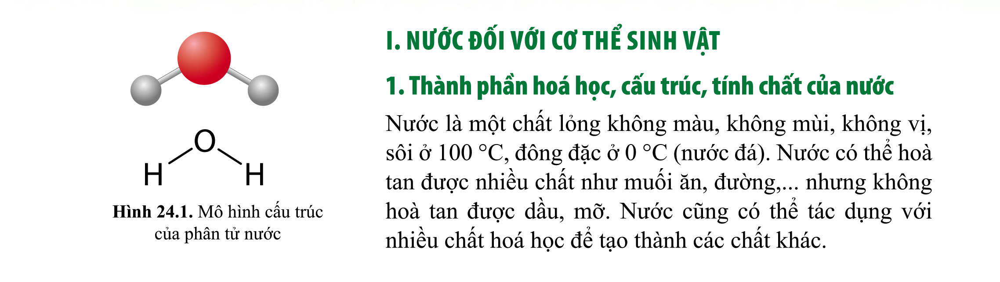 O
H H
Hình 24.1. Mô hình cấu trúc
của phân tử nước
I. NƯỚC ĐỐI VỚI CƠ THỂ SINH VẬT
1. Thành phần hoá học, cấu trúc, tính chất của nước
Nước là một chất lỏng không màu, không mùi, không vị,
sôi ở 100 °C, đông đặc ở 0 °C (nước đá). Nước có thể hoà
tan được nhiều chất như muối ăn, đường,... nhưng không
hoà tan được dầu, mỡ. Nước cũng có thể tác dụng với
nhiều chất hoá học để tạo thành các chất khác.